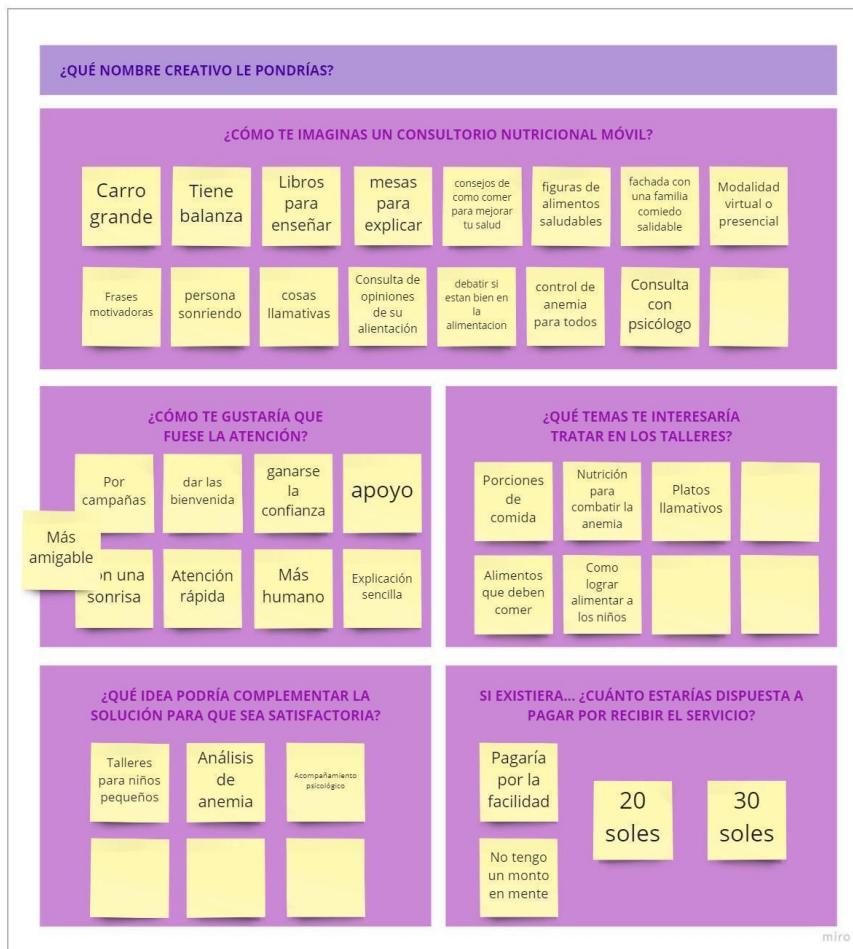 ¿QUÉ NOMBRE CREATIVO LE PONDRÍAS?
¿CÓMO TE IMAGINAS UN CONSULTORIO NUTRICIONAL MÓVIL?
Carro
grande
Tiene
balanza
Libros
para
enseñar
mesas
para
explicar
consejos de
como comer
para mejorar
tu salud
figuras de
alimentos
saludables
fachada con
una familia
comiedo
salidable
Modalidad
virtual o
presencial
Frases
motivadoras
persona
sonriendo
cosas
llamativas
Consulta de
opiniones
de su
alientación
debatir si
estan bien en
la
alimentacion
control de
anemia
para todos
Consulta
con
psicólogo
¿CÓMO TE GUSTARÍA QUE
FUESE LA ATENCIÓN?
Por
campañas
dar las
bienvenida
ganarse
la
confianza
apoyo
Más
amigable
on una
sonrisa
Atención
rápida
Más
humano
Explicación
sencilla
¿QUÉ TEMAS TE INTERESARÍA
TRATAR EN LOS TALLERES?
Porciones
de
comida
Nutrición
para
combatir la
anemia
Platos
llamativos
Alimentos
que deben
comer
Como
lograr
alimentar a
los niños
¿QUÉ IDEA PODRÍA COMPLEMENTAR LA
SOLUCIÓN PARA QUE SEA SATISFACTORIA?
Talleres
para niños
pequeños
Análisis
de
anemia
Acompañamiento
psicológico
SI EXISTIERA... ¿CUÁNTO ESTARÍAS DISPUESTA A
PAGAR POR RECIBIR EL SERVICIO?
Pagaría
por la
facilidad
20
soles
30
soles
No tengo
un monto
en mente
miro